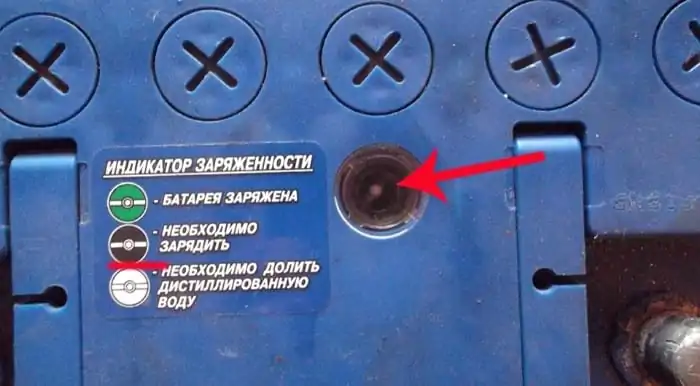 ИНДИКАТОР ЗАРЯЖЕННОСТИ
- БАТАРЕЯ ЗАРЯЖЕНА
- НЕОБХОДИМО
ЗАРЯДИТЬ
- НЕОБХОДИМО ДОЛИТЬ
ДИСТИЛЛИРОВАННУЮ
ВОДУ